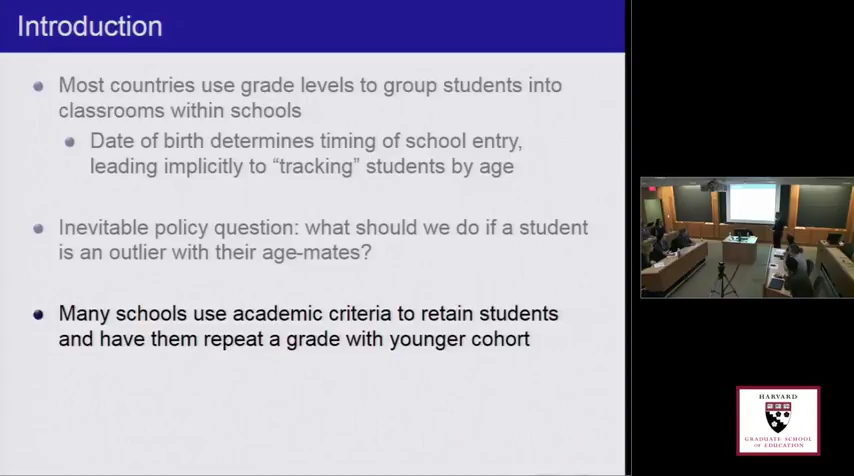 Introduction
Most countries use grade levels to group students into
classrooms within schools
Date of birth determines timing of school entry,
leading implicitly to “tracking” students by age
Inevitable policy question: what should we do if a student
is an outlier with their age-mates?
Many schools use academic criteria to retain students
and have them repeat a grade with younger cohort
HARVARD
GRADUATE SCHOOL
OF EDUCATION